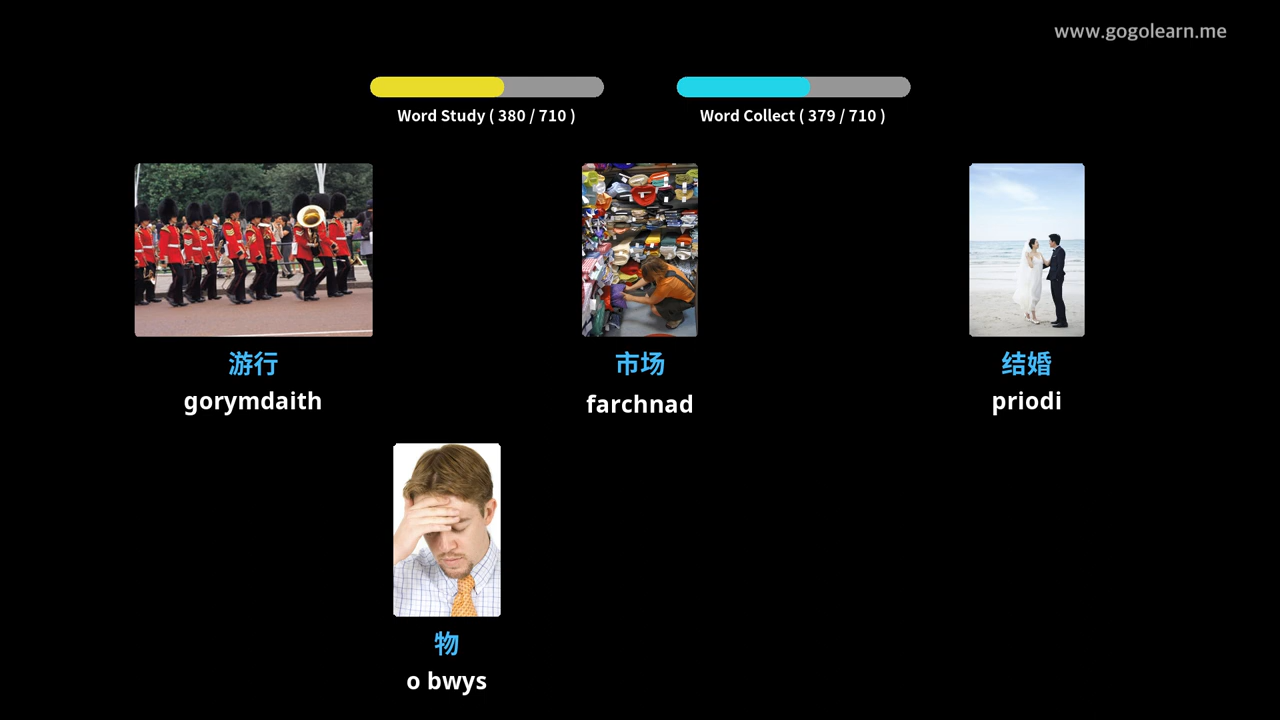 www.gogolearn.me
Word Study ( 380 / 710 )
Word Collect ( 379 / 710 )
游行
gorymdaith
市场
farchnad
结婚
priodi
物
o bwys